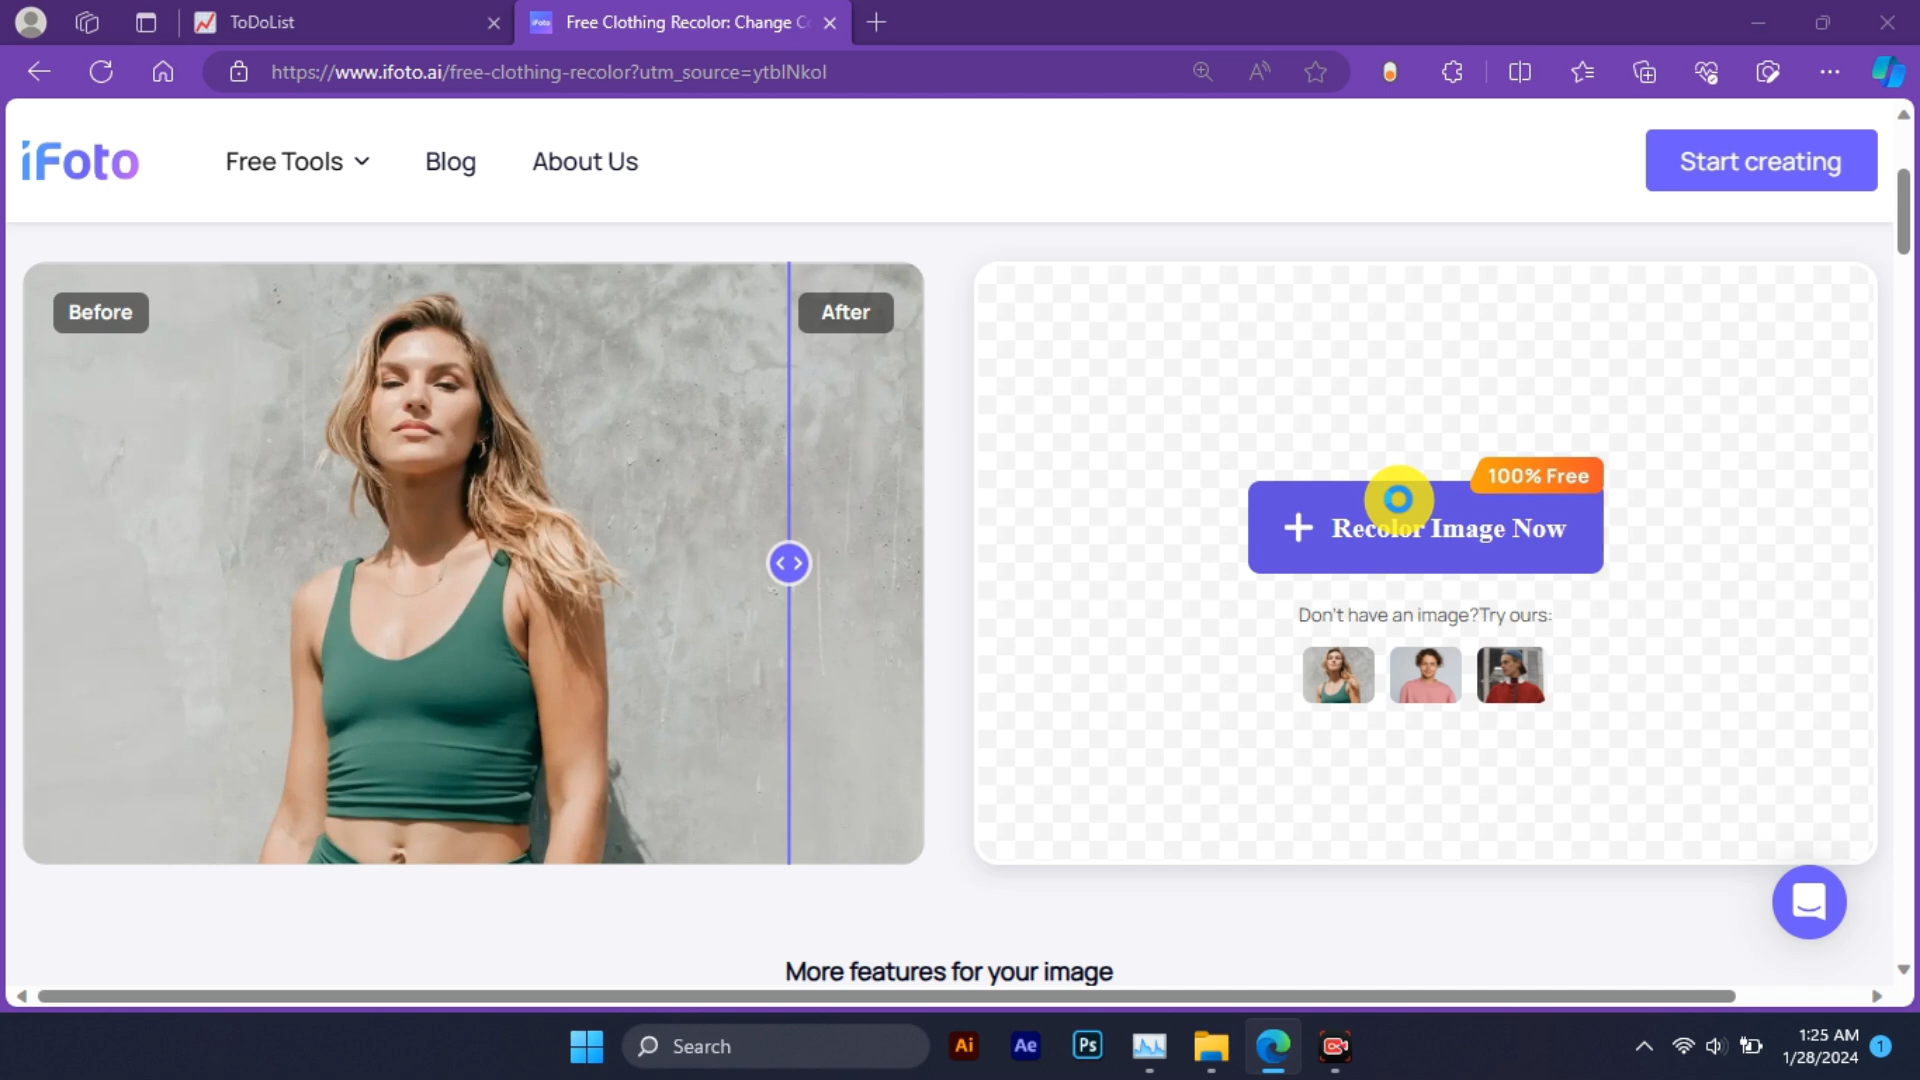 ToDoList
Free Clothing Recolor: Change C
https://www.ifoto.ai/free-clothing-recolor?utm_source=ytbINkol
iFoto
Free Tools
Blog
About Us
Start creating
Before
After
100% Free
Recolor Image Now
Don't have an image?Try ours:
More features for your image
Search
Ai
Ae
Ps
1:25 AM
1/28/2024
1